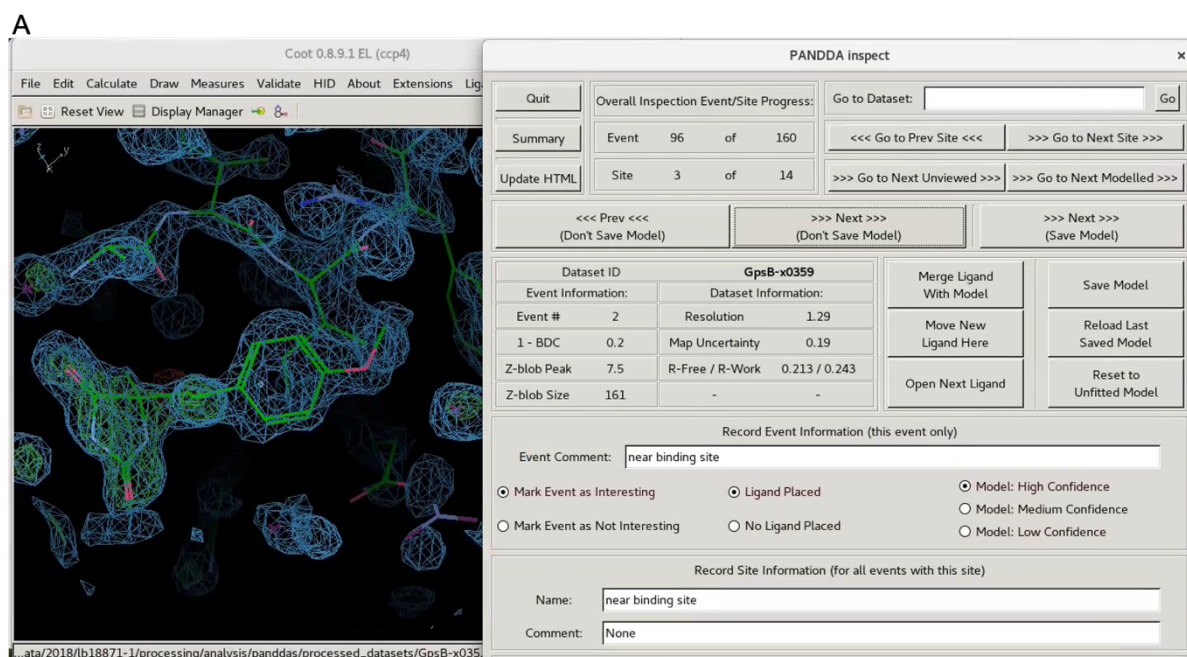 A
Coot 0.8.9.1 EL (ccp4)
File Edit Calculate Draw Measures Validate HID About Extensions Lig
Reset View Display Manager
...ata/2018/lb18871-1/processing/analysis/panddas/processed_datasets/GpsB-x035
PANDDA inspect ×
Quit
Summary
Update HTML
Overall Inspection Event/Site Progress:
Event 96 of 160
Site 3 of 14
Go to Dataset: Go
<<< Go to Prev Site <<< >>> Go to Next Site >>>
>>> Go to Next Unviewed >>> >>> Go to Next Modelled >>>
<<< Prev <<<
(Don't Save Model)
>>> Next >>>
(Don't Save Model)
>>> Next >>>
(Save Model)
Dataset ID GpsB-x0359
Event Information: Dataset Information:
Event # 2 Resolution 1.29
1 - BDC 0.2 Map Uncertainty 0.19
Z-blob Peak 7.5 R-Free / R-Work 0.213 / 0.243
Z-blob Size 161 - -
Merge Ligand
With Model
Move New
Ligand Here
Open Next Ligand
Save Model
Reload Last
Saved Model
Reset to
Unfitted Model
Record Event Information (this event only)
Event Comment: near binding site
Mark Event as Interesting Ligand Placed Model: High Confidence
Model: Medium Confidence
Mark Event as Not Interesting No Ligand Placed
Model: Low Confidence
Record Site Information (for all events with this site)
Name: near binding site
Comment: None